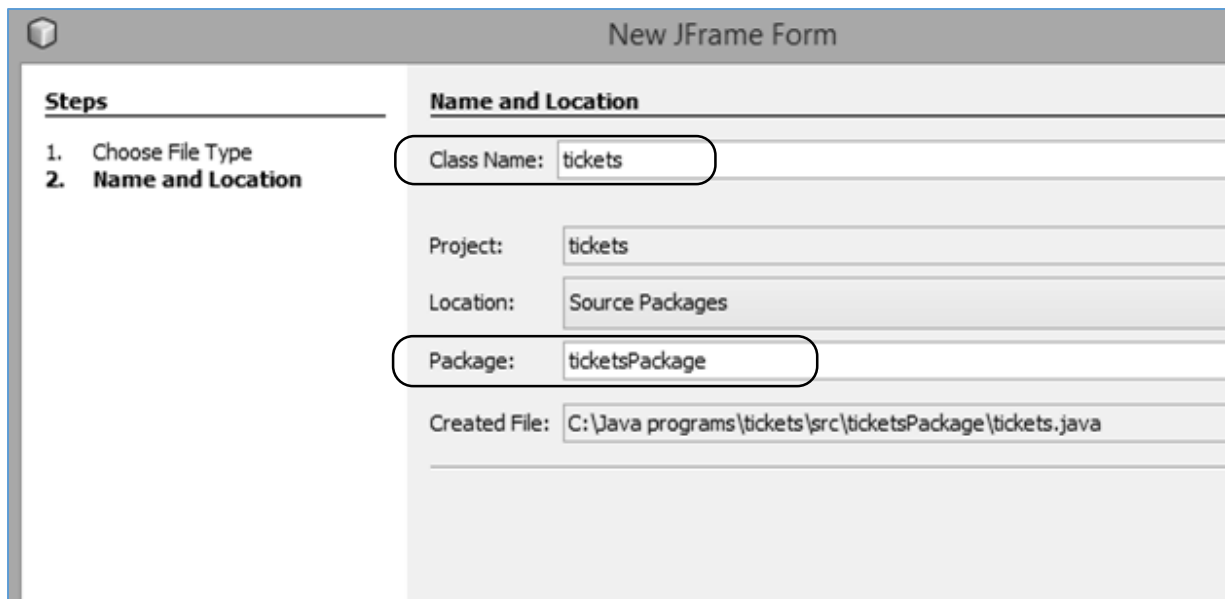 New JFrame Form
Steps
1. Choose File Type
2. Name and Location
Name and Location
Class Name: tickets
Project: tickets
Location: Source Packages
Package: ticketsPackage
Created File: C:\Java programs\tickets\src\ticketsPackage\tickets.java